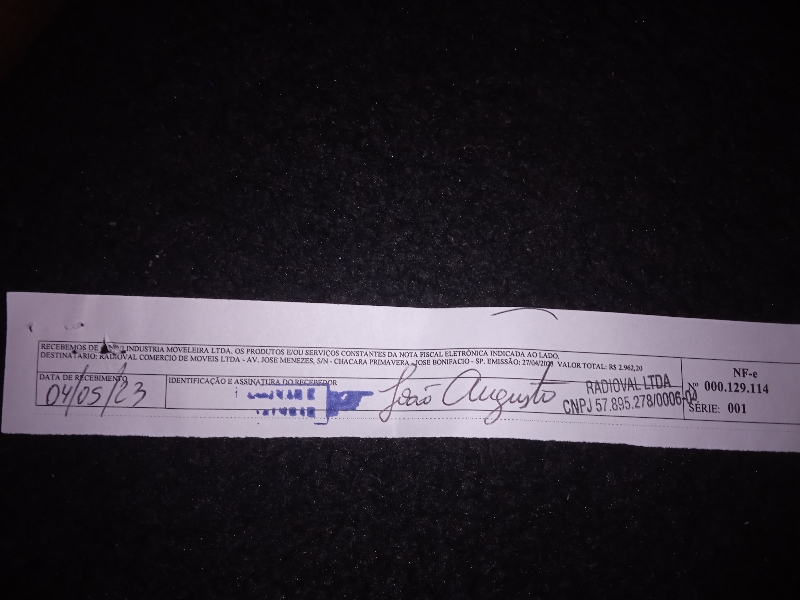 RECEBEMOS DE INDUSTRIA MOVELEIRA LTDA. OS PRODUTOS E/OU SERVIÇOS CONSTANTES DA NOTA FISCAL ELETRÔNICA INDICADA AO LADO.
DESTINATÁRIO: RADIOVAL COMERCIO DE MOVEIS LTDA - AV. JOSE MENEZES, S/N - CHACARA PRIMAVERA - JOSE BONIFACIO - SP. EMISSÃO: VALOR TOTAL: R$ 2.962,20
DATA DE RECEBIMENTO
04/05/23
IDENTIFICAÇÃO E ASSINATURA DO RECEBEDOR
João Augusto
RADIOVAL LTDA
CNPJ 57.895.278/0006-
NF-e
Nº 000.129.114
SÉRIE: 001